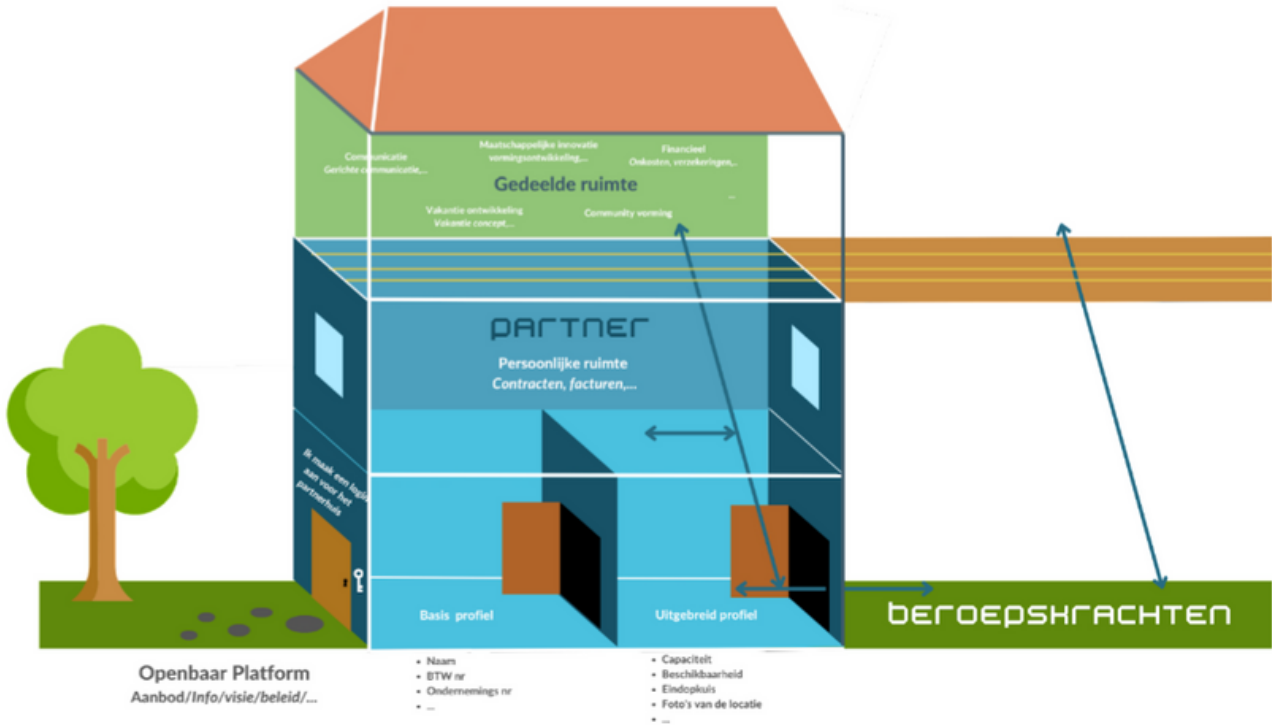 Communicatie
Gerichte communicatie,...
Maatschappelijke innovatie
vormingsontwikkeling,...
Financieel
Onkosten, verzekeringen,..
Gedeelde ruimte
...
Vakantie ontwikkeling
Vakantie concept,...
Community vorming
PARTNER
Persoonlijke ruimte
Contracten, facturen,...
Ik maak een login
aan voor het
partnerhuis
Basis profiel
Uitgebreid profiel
BEROEPSKRACHTEN
Openbaar Platform
Aanbod/Info/visie/beleid/...
• Naam
• BTW nr
• Ondernemings nr
• ...
• Capaciteit
• Beschikbaarheid
• Eindopkuis
• Foto's van de locatie
• ...